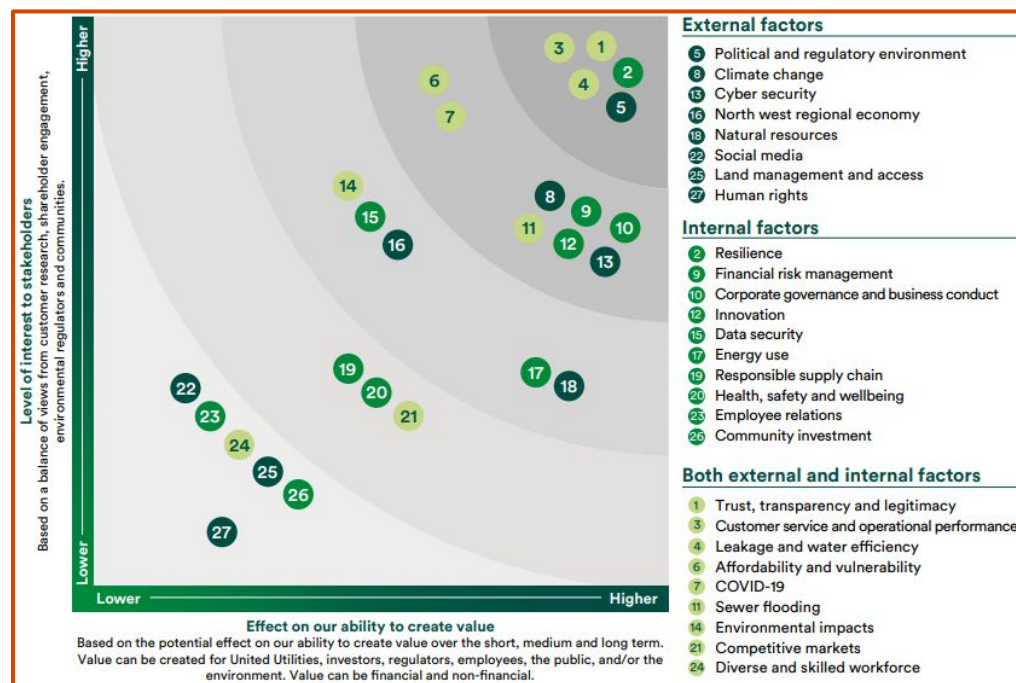 Higher
Level of interest to stakeholders
Based on a balance of views from customer research, shareholder engagement,
environmental regulators and communities.
Lower
1
3
2
4
6
5
7
14
8
9
15
10
11
12
16
13
19
17
18
20
22
21
23
24
25
26
27
Lower
Higher
Effect on our ability to create value
Based on the potential effect on our ability to create value over the short, medium and long term.
Value can be created for United Utilities, investors, regulators, employees, the public, and/or the
environment. Value can be financial and non-financial.
External factors
5 Political and regulatory environment
8 Climate change
13 Cyber security
16 North west regional economy
18 Natural resources
22 Social media
25 Land management and access
27 Human rights
Internal factors
2 Resilience
9 Financial risk management
10 Corporate governance and business conduct
12 Innovation
15 Data security
17 Energy use
19 Responsible supply chain
20 Health, safety and wellbeing
23 Employee relations
26 Community investment
Both external and internal factors
1 Trust, transparency and legitimacy
3 Customer service and operational performance
4 Leakage and water efficiency
6 Affordability and vulnerability
7 COVID-19
11 Sewer flooding
14 Environmental impacts
21 Competitive markets
24 Diverse and skilled workforce